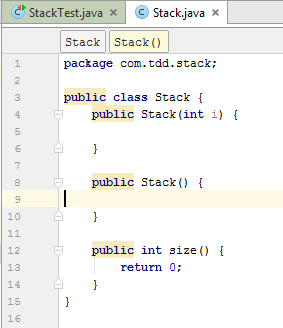 StackTest.java × Stack.java ×
Stack Stack()
1 package com.tdd.stack;
2
3 public class Stack {
4 public Stack(int i) {
5
6 }
7
8 public Stack() {
9
10 }
11
12 public int size() {
13 return 0;
14 }
15 }
16